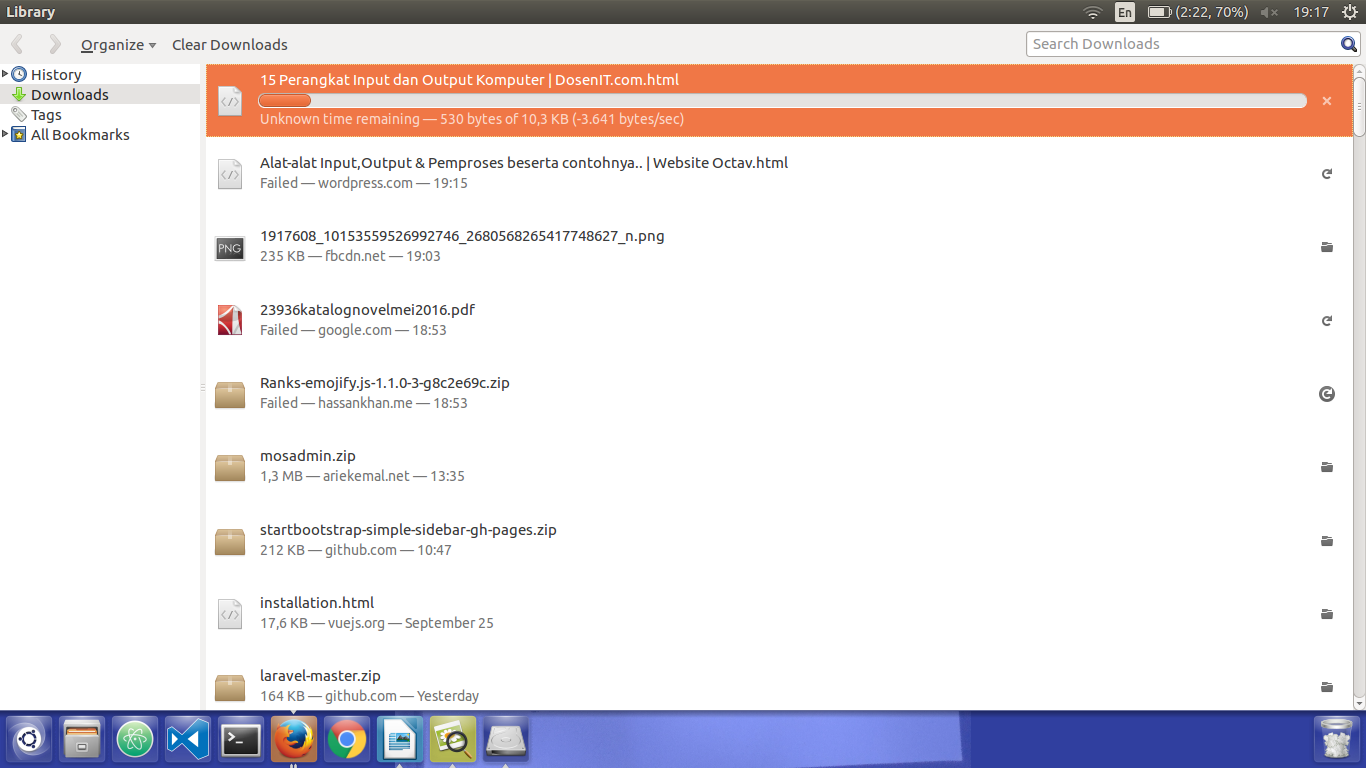 Library
En
(2:22, 70%)
19:17
Organize
Clear Downloads
Search Downloads
History
Downloads
Tags
All Bookmarks
15 Perangkat Input dan Output Komputer | DosenIT.com.html
Unknown time remaining — 530 bytes of 10,3 KB (-3.641 bytes/sec)
Alat-alat Input,Output & Pemproses beserta contohnya.. | Website Octav.html
Failed — wordpress.com — 19:15
PNG
1917608_10153559526992746_2680568265417748627_n.png
235 KB — fbcdn.net — 19:03
23936katalognovelmei2016.pdf
Failed — google.com — 18:53
Ranks-emojify.js-1.1.0-3-g8c2e69c.zip
Failed — hassankhan.me — 18:53
mosadmin.zip
1,3 MB — ariekemal.net — 13:35
startbootstrap-simple-sidebar-gh-pages.zip
212 KB — github.com — 10:47
installation.html
17,6 KB — vuejs.org — September 25
laravel-master.zip
164 KB — github.com — Yesterday